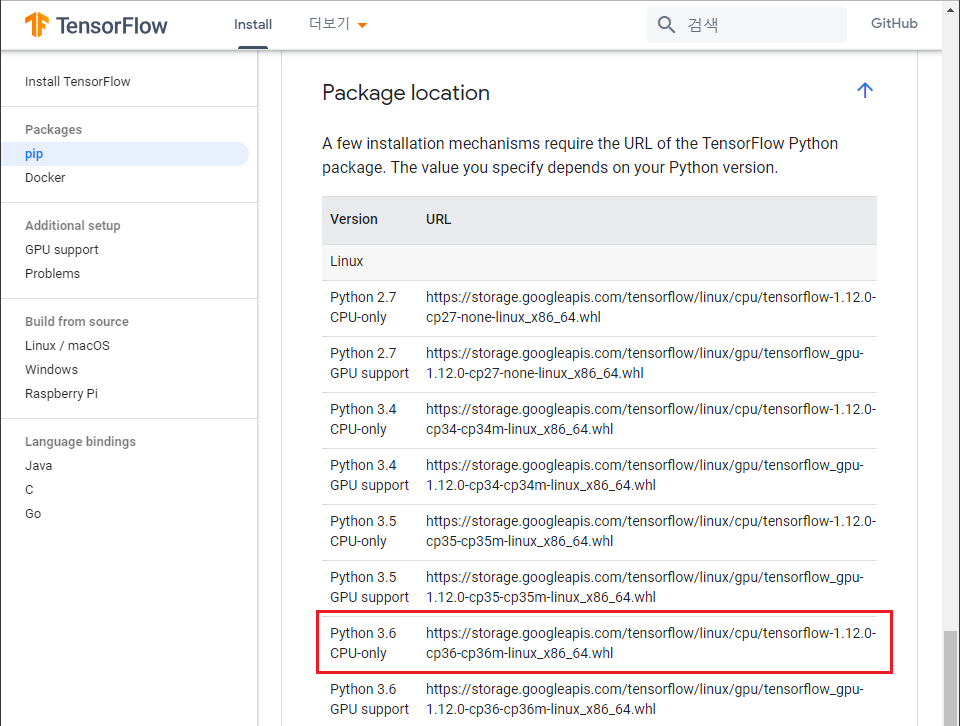 TensorFlow
Install
더보기
검색
GitHub
Install TensorFlow
Packages
pip
Docker
Additional setup
GPU support
Problems
Build from source
Linux / macOS
Windows
Raspberry Pi
Language bindings
Java
C
Go
Package location
A few installation mechanisms require the URL of the TensorFlow Python
package. The value you specify depends on your Python version.
Version URL
Linux
Python 2.7 https://storage.googleapis.com/tensorflow/linux/cpu/tensorflow-1.12.0-
CPU-only cp27-none-linux_x86_64.whl
Python 2.7 https://storage.googleapis.com/tensorflow/linux/gpu/tensorflow_gpu-
GPU support 1.12.0-cp27-none-linux_x86_64.whl
Python 3.4 https://storage.googleapis.com/tensorflow/linux/cpu/tensorflow-1.12.0-
CPU-only cp34-cp34m-linux_x86_64.whl
Python 3.4 https://storage.googleapis.com/tensorflow/linux/gpu/tensorflow_gpu-
GPU support 1.12.0-cp34-cp34m-linux_x86_64.whl
Python 3.5 https://storage.googleapis.com/tensorflow/linux/cpu/tensorflow-1.12.0-
CPU-only cp35-cp35m-linux_x86_64.whl
Python 3.5 https://storage.googleapis.com/tensorflow/linux/gpu/tensorflow_gpu-
GPU support 1.12.0-cp35-cp35m-linux_x86_64.whl
Python 3.6 https://storage.googleapis.com/tensorflow/linux/cpu/tensorflow-1.12.0-
CPU-only cp36-cp36m-linux_x86_64.whl
Python 3.6 https://storage.googleapis.com/tensorflow/linux/gpu/tensorflow_gpu-
GPU support 1.12.0-cp36-cp36m-linux_x86_64.whl